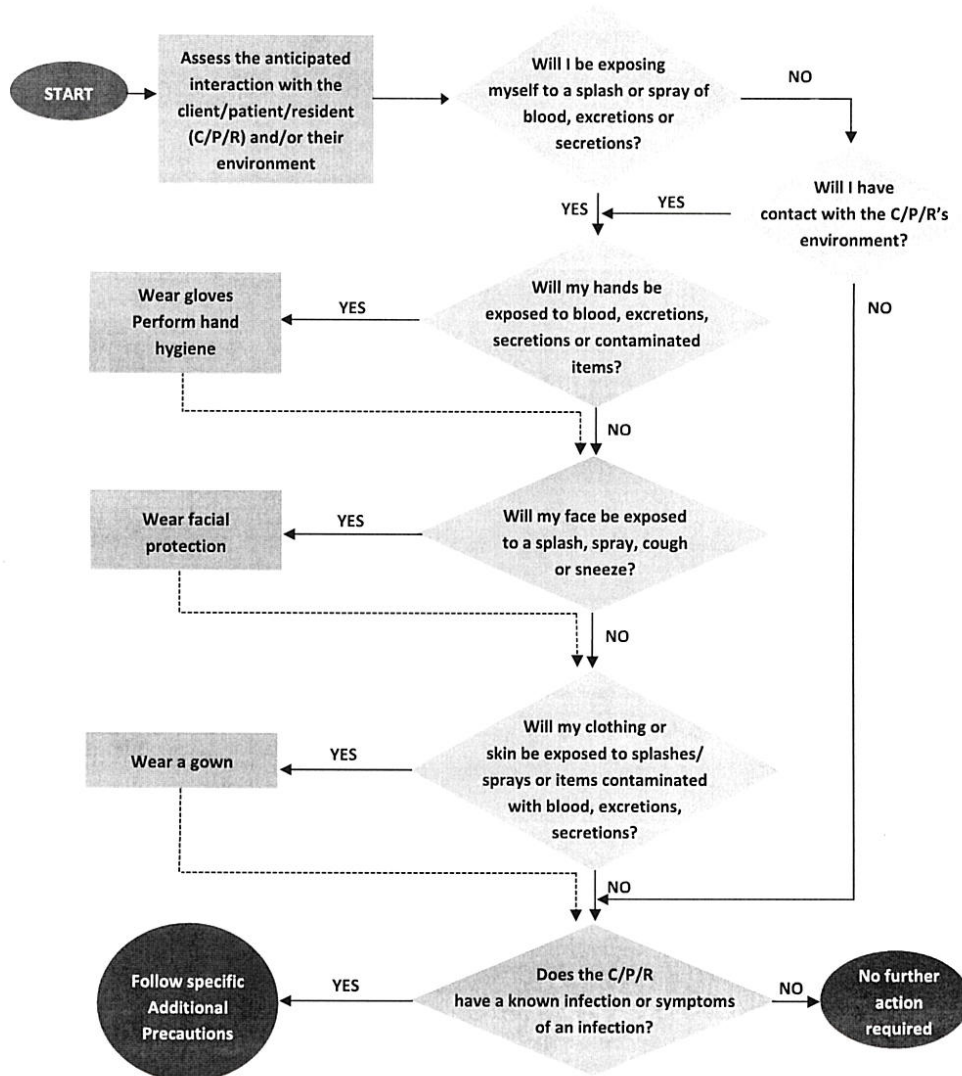 START
Assess the anticipated
interaction with the
client/patient/resident
(C/P/R) and/or their
environment
Will I be exposing
myself to a splash or spray of
blood, excretions or
secretions?
NO
Will I have
contact with the C/P/R's
environment?
YES
YES
NO
Will my hands be
exposed to blood, excretions,
secretions or contaminated
items?
YES
Wear gloves
Perform hand
hygiene
NO
Will my face be exposed
to a splash, spray, cough
or sneeze?
YES
Wear facial
protection
NO
Will my clothing or
skin be exposed to splashes/
sprays or items contaminated
with blood, excretions,
secretions?
YES
Wear a gown
NO
Does the C/P/R
have a known infection or symptoms
of an infection?
YES
Follow specific
Additional
Precautions
NO
No further
action
required